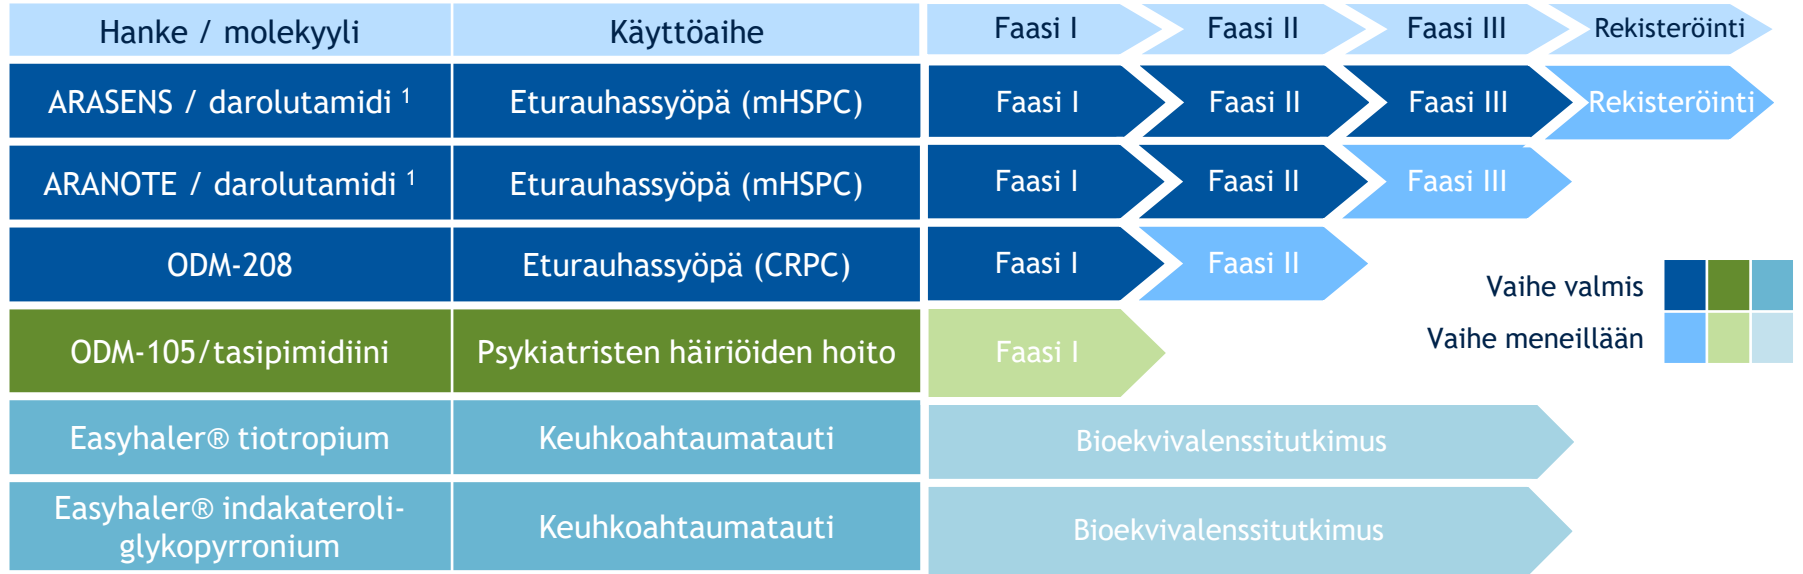 Hanke / molekyyli Käyttöaihe Faasi I Faasi II Faasi III Rekisteröinti
ARASENS / darolutamidi ¹ Eturauhassyöpä (mHSPC) Faasi I Faasi II Faasi III Rekisteröinti
ARANOTE / darolutamidi ¹ Eturauhassyöpä (mHSPC) Faasi I Faasi II Faasi III
ODM-208 Eturauhassyöpä (CRPC) Faasi I Faasi II
Vaihe valmis
Vaihe meneillään
ODM-105/tasipimidiini Psykiatristen häiriöiden hoito Faasi I
Easyhaler® tiotropium Keuhkoahtaumatauti Bioekvivalenssitutkimus
Easyhaler® indakateroli-
glykopyrronium Keuhkoahtaumatauti Bioekvivalenssitutkimus